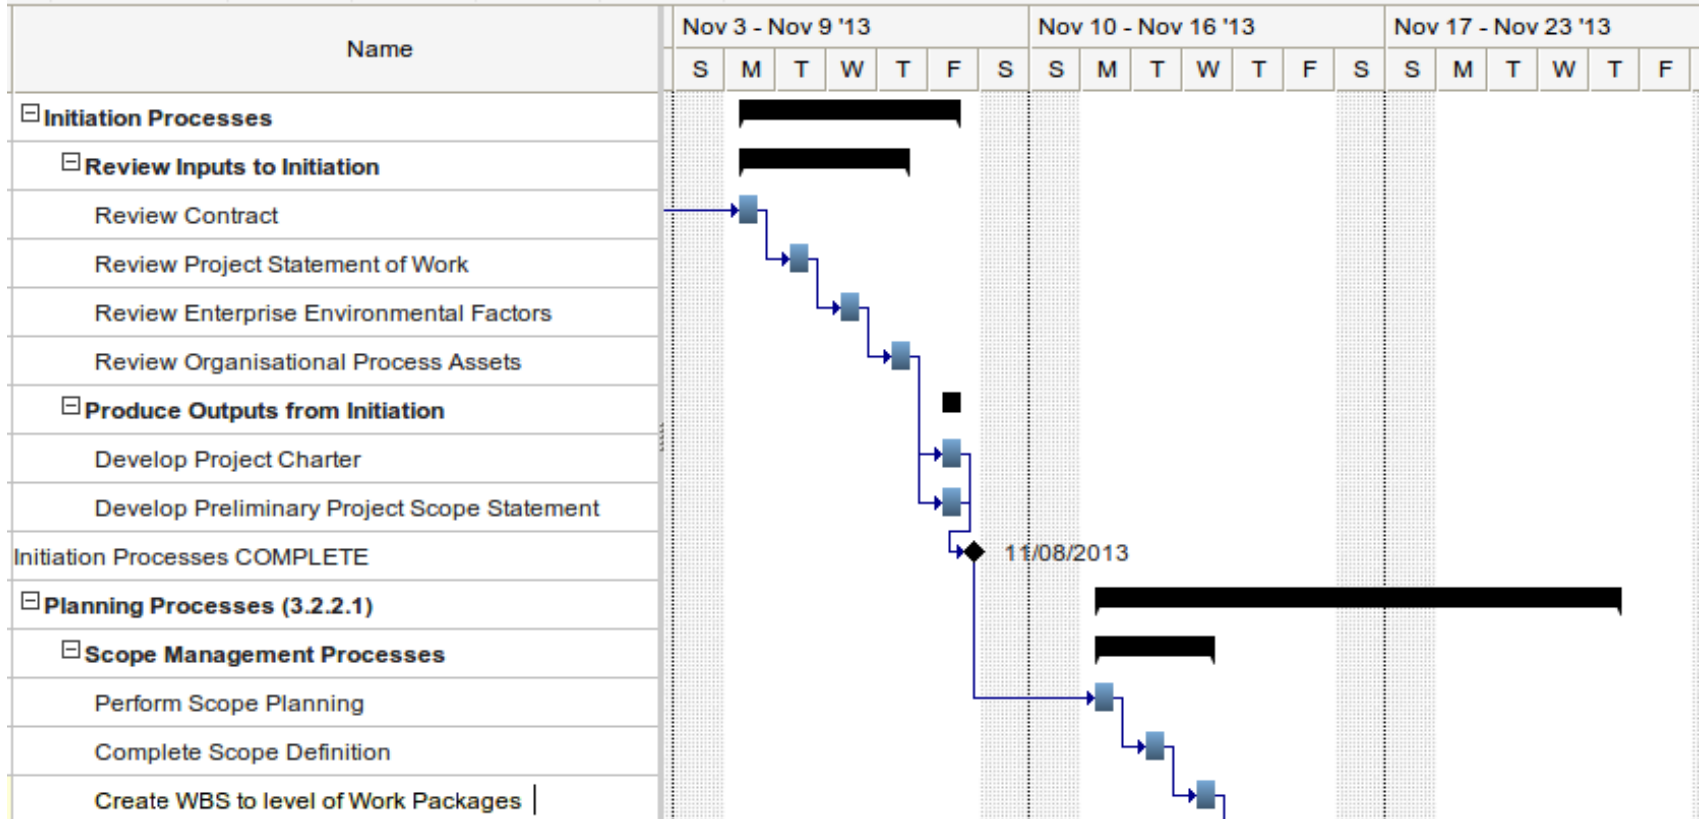 Name
Nov 3 - Nov 9 '13 Nov 10 - Nov 16 '13 Nov 17 - Nov 23 '13
S M T W T F S S M T W T F S S M T W T F
Initiation Processes
Review Inputs to Initiation
Review Contract
Review Project Statement of Work
Review Enterprise Environmental Factors
Review Organisational Process Assets
Produce Outputs from Initiation
Develop Project Charter
Develop Preliminary Project Scope Statement
Initiation Processes COMPLETE 11/08/2013
Planning Processes (3.2.2.1)
Scope Management Processes
Perform Scope Planning
Complete Scope Definition
Create WBS to level of Work Packages